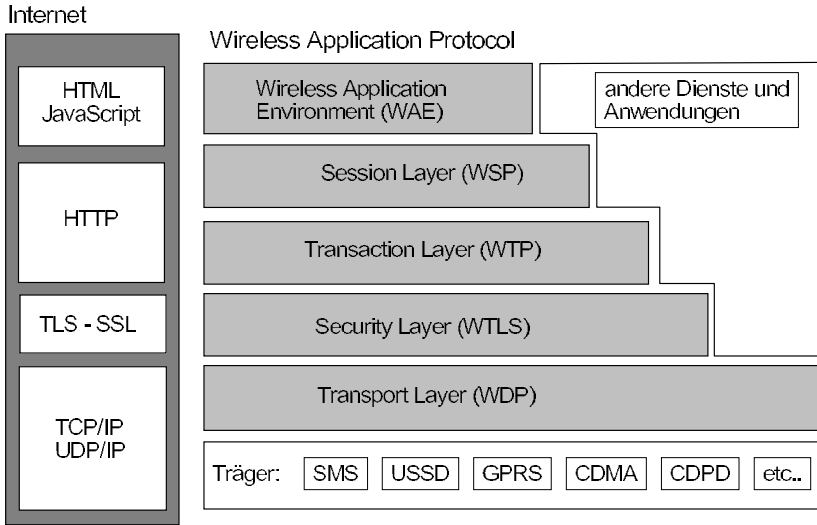 Internet
HTML
JavaScript
HTTP
TLS - SSL
TCP/IP
UDP/IP
Wireless Application Protocol
Wireless Application
Environment (WAE)
andere Dienste und
Anwendungen
Session Layer (WSP)
Transaction Layer (WTP)
Security Layer (WTLS)
Transport Layer (WDP)
Träger: SMS USSD GPRS CDMA CDPD etc..